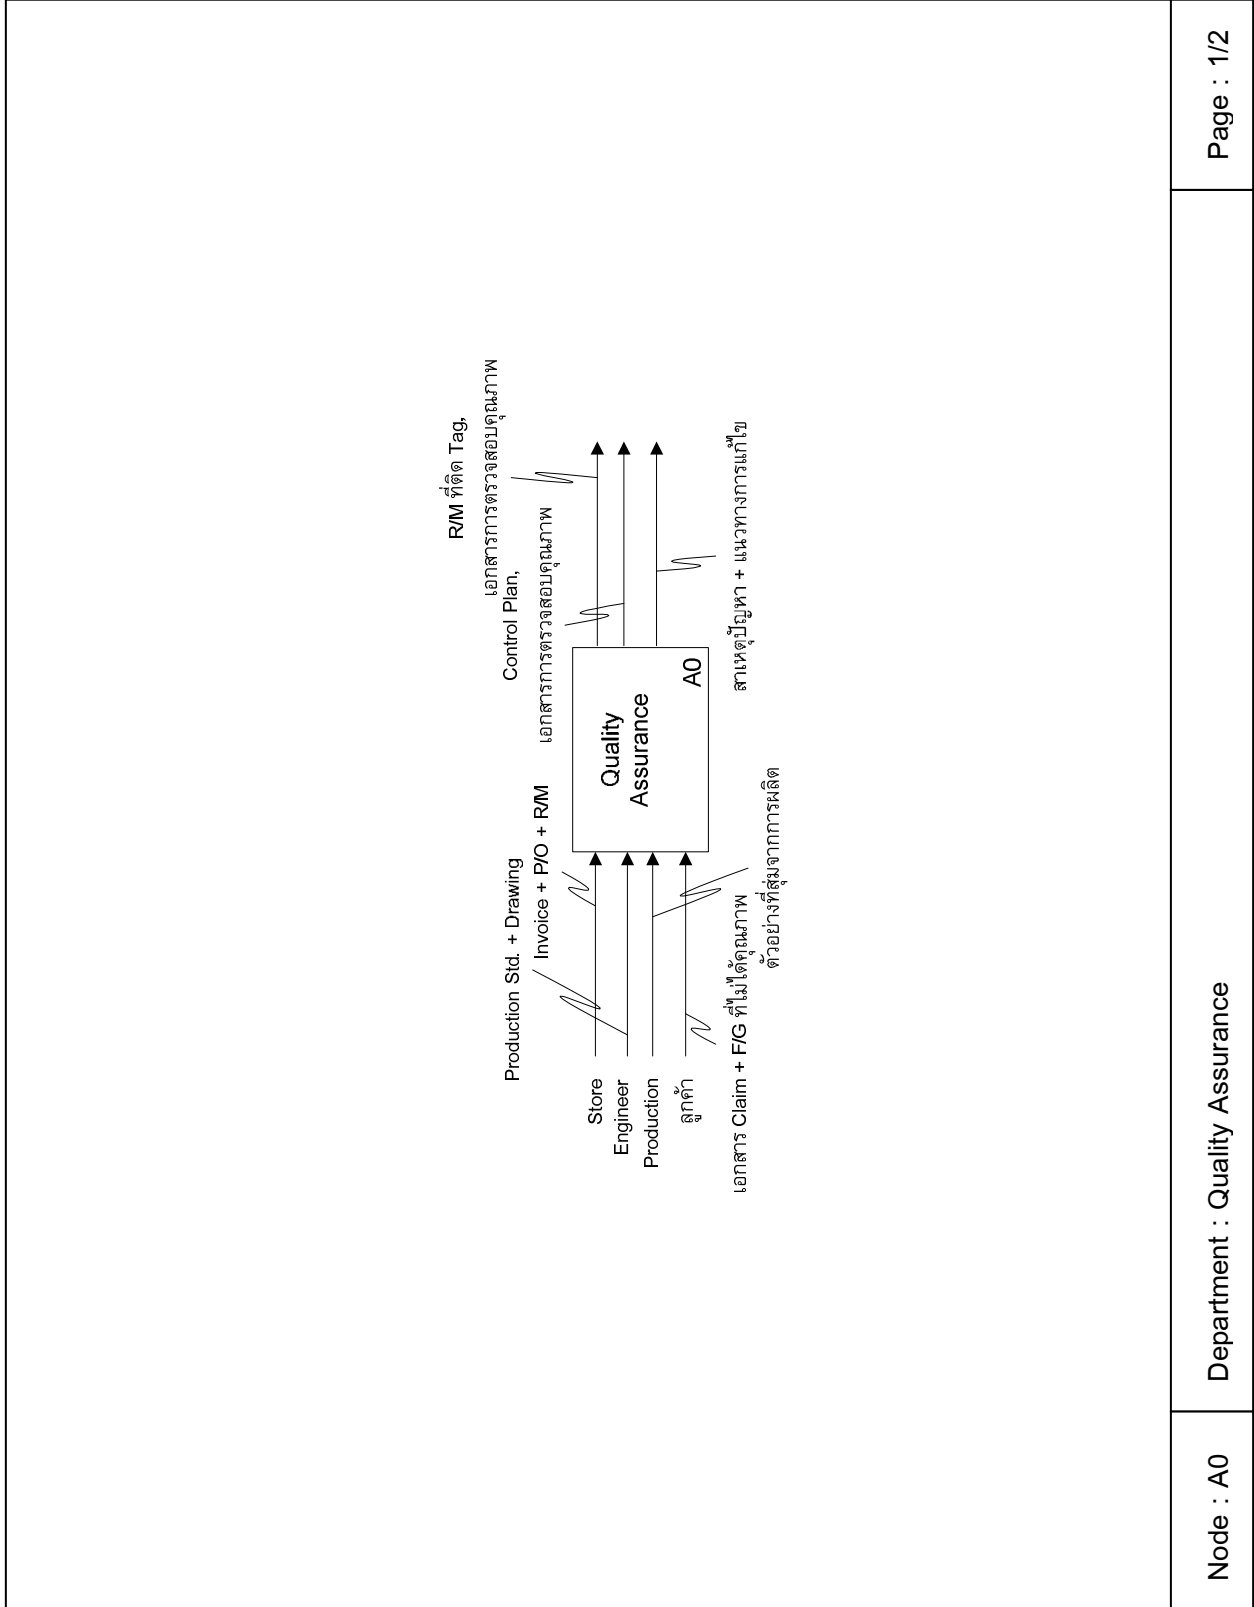 R/M ที่ติด Tag,
เอกสารการตรวจสอบคุณภาพ
Control Plan,
เอกสารการตรวจสอบคุณภาพ
Production Std. + Drawing
Invoice + P/O + R/M
Store
Engineer
Production
ลูกค้า
Quality
Assurance
A0
สาเหตุปัญหา + แนวทางการแก้ไข
เอกสาร Claim + F/G ที่ไม่ได้คุณภาพ
ตัวอย่างที่สุ่มจากการผลิต
Node : A0
Department : Quality Assurance
Page : 1/2